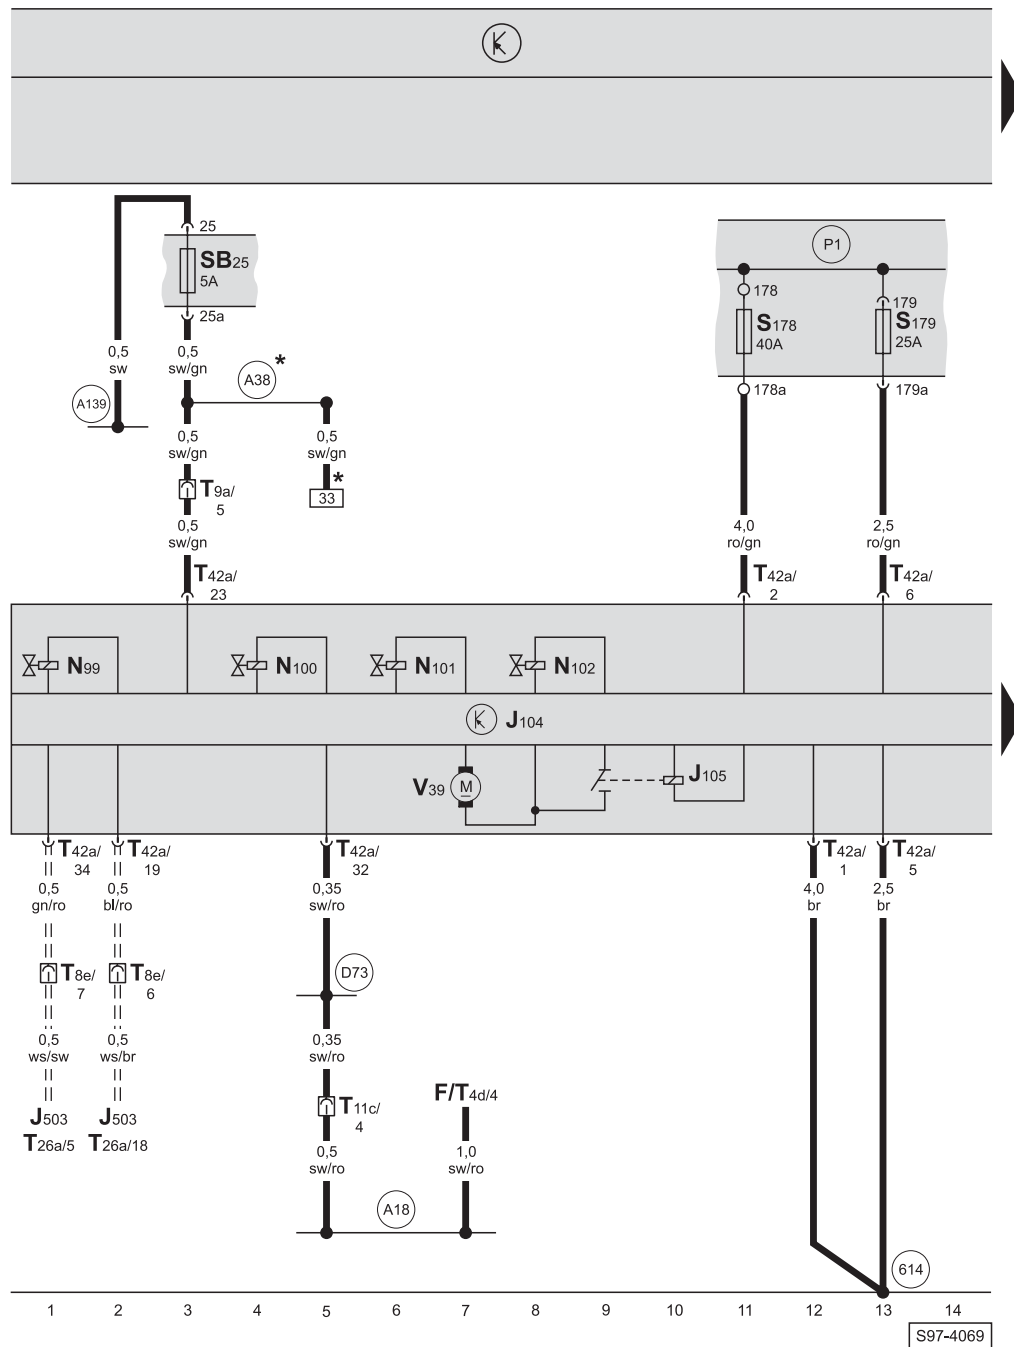 25
SB25
5A
25a
P1
178
S178
40A
178a
179
S179
25A
179a
0,5
sw
0,5
sw/gn
A38
*
A139
0,5
sw/gn
0,5
sw/gn
*
33
T9a/
5
0,5
sw/gn
T42a/
23
4,0
ro/gn
T42a/
2
2,5
ro/gn
T42a/
6
N99
N100
N101
N102
J104
V39
M
J105
T42a/
34
0,5
gn/ro
T42a/
19
0,5
bl/ro
T42a/
32
0,35
sw/ro
T42a/
1
4,0
br
T42a/
5
2,5
br
T8e/
7
T8e/
6
D73
0,5
ws/sw
0,5
ws/br
0,35
sw/ro
J503
T26a/5
J503
T26a/18
T11c/
4
F/T4d/4
0,5
sw/ro
1,0
sw/ro
A18
614
1 2 3 4 5 6 7 8 9 10 11 12 13 14
S97-4069